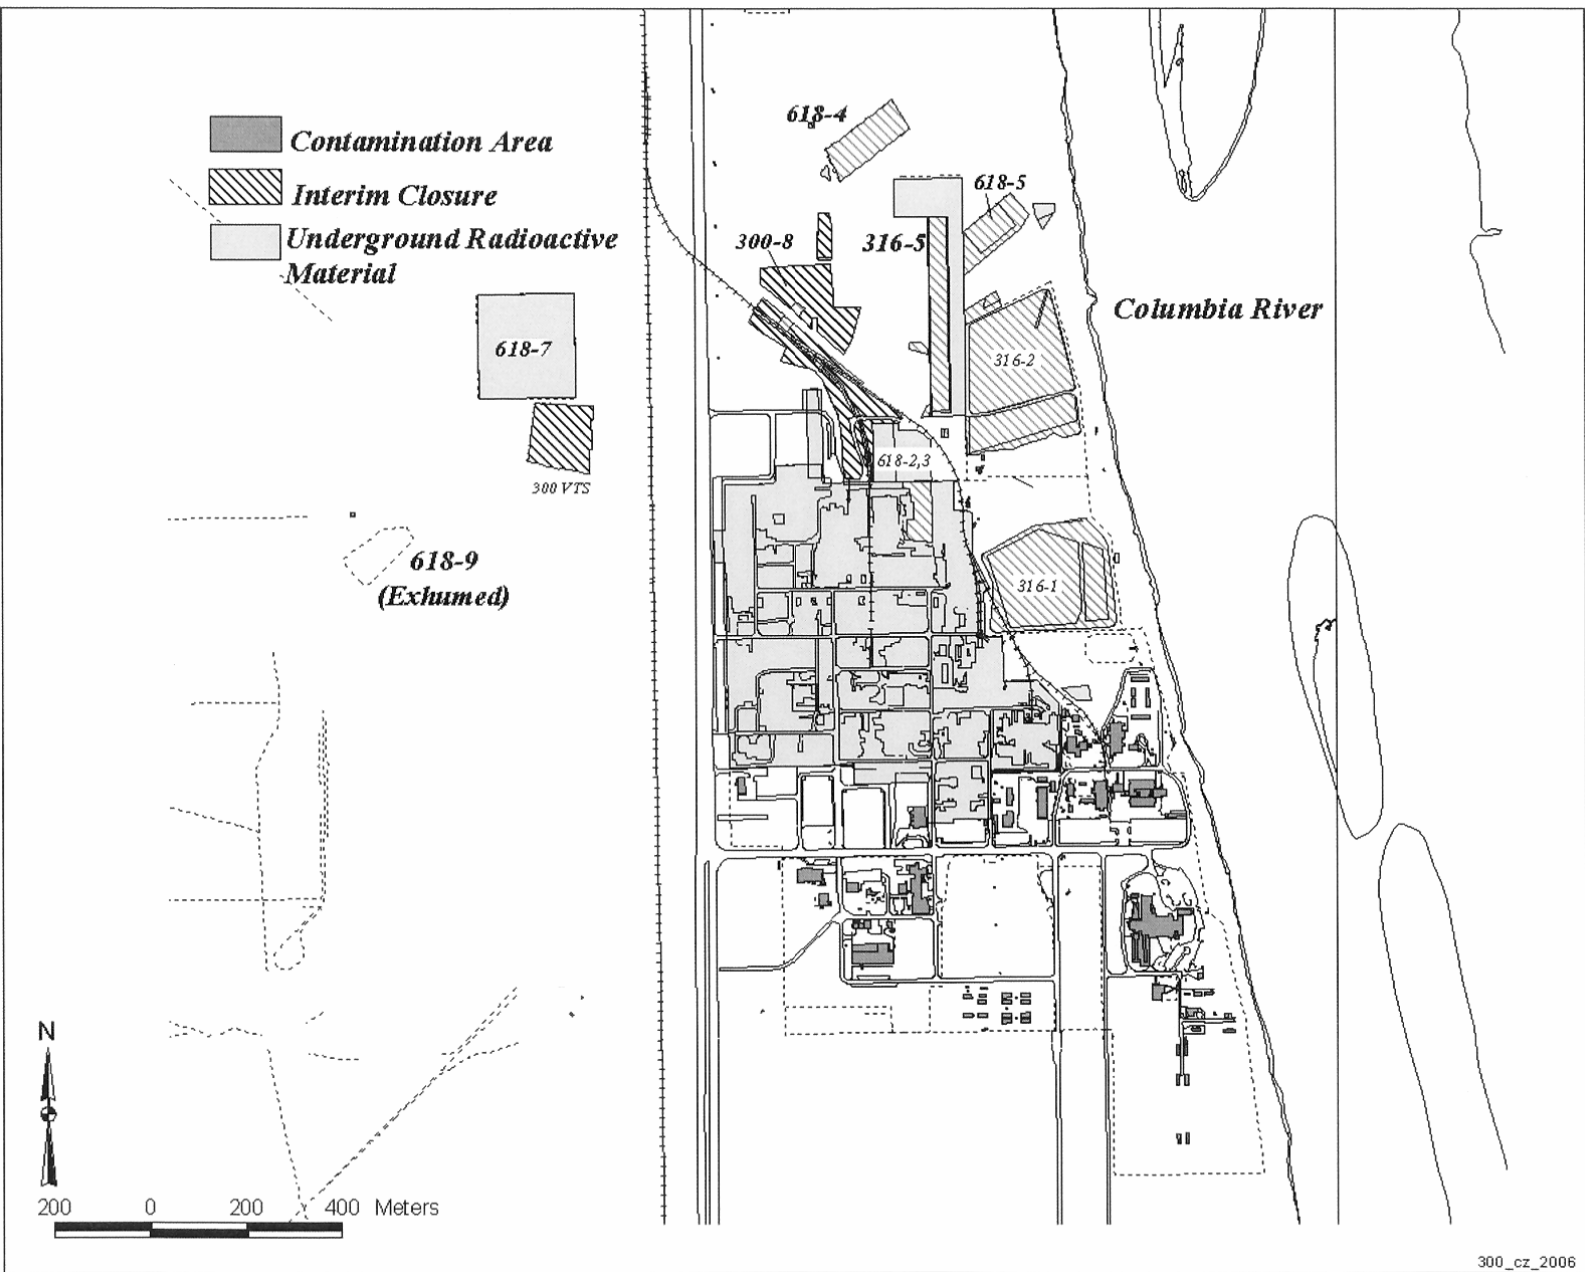 618-4
Contamination Area
618-5
Interim Closure
Underground Radioactive
Material
300-8
316-5
Columbia River
618-7
316-2
618-2,3
300 VTS
618-9
(Exhumed)
316-1
N
200 0 200 400 Meters
300_cz_2006